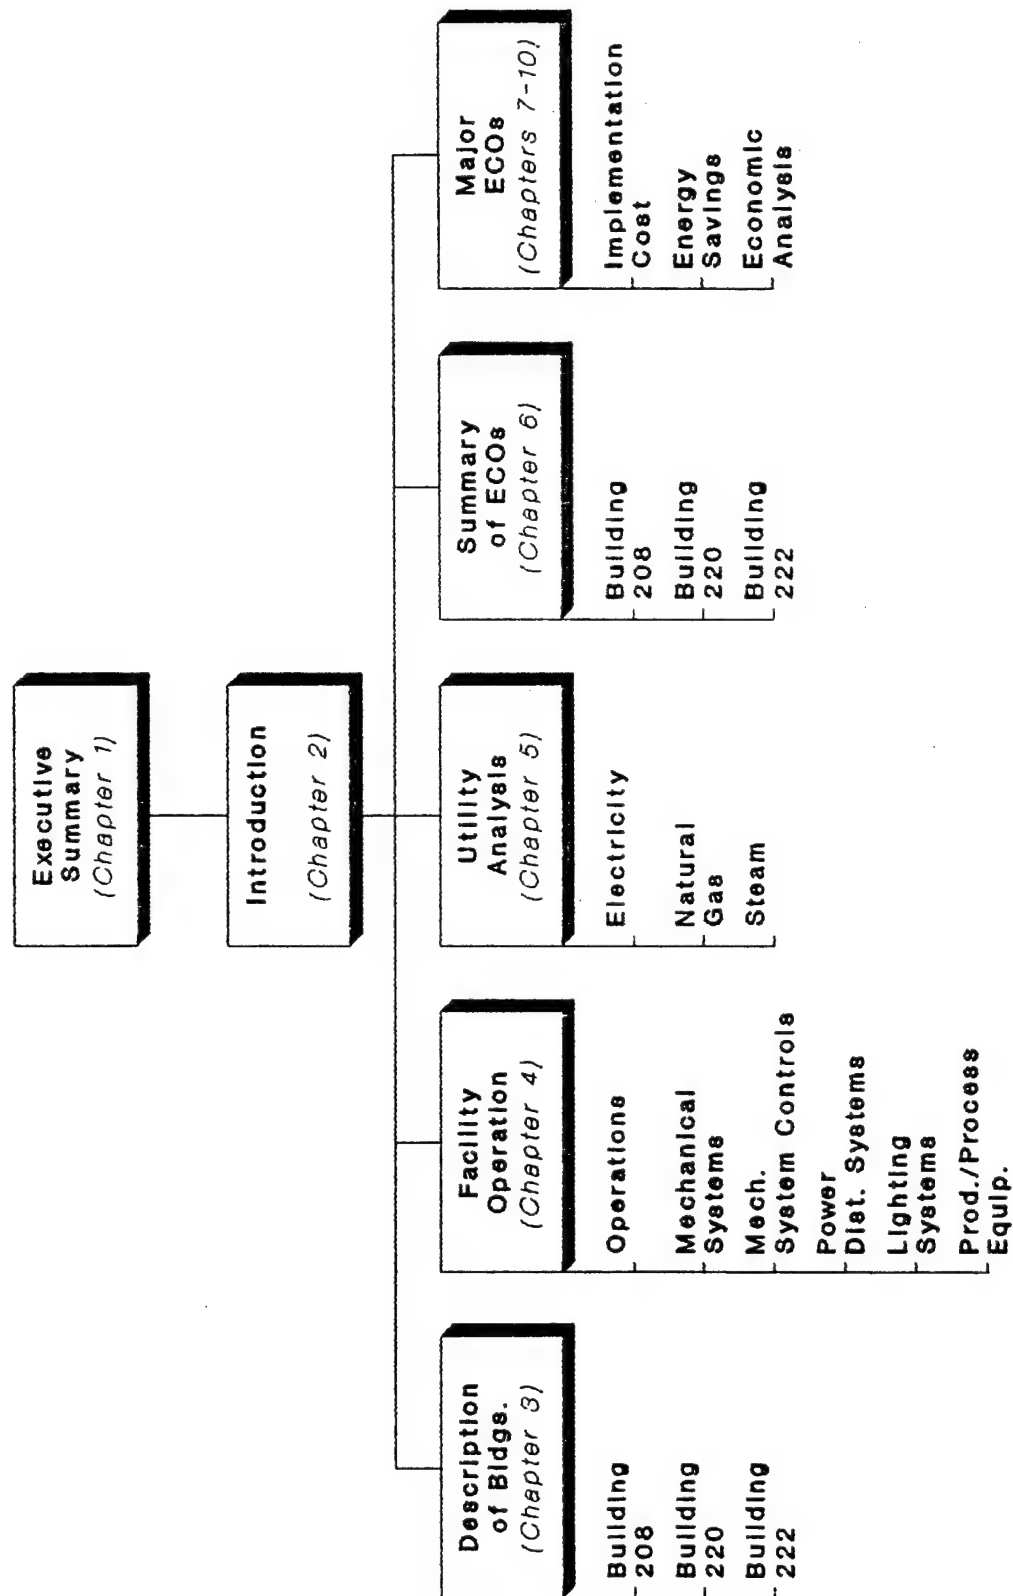 Executive
Summary
(Chapter 1)
Introduction
(Chapter 2)
Description
of Bldgs.
(Chapter 3)
Building
208
Building
220
Building
222
Facility
Operation
(Chapter 4)
Operations
Mechanical
Systems
Mech.
System Controls
Power
Dist. Systems
Lighting
Systems
Prod./Process
Equip.
Utility
Analysis
(Chapter 5)
Electricity
Natural
Gas
Steam
Summary
of ECOs
(Chapter 6)
Building
208
Building
220
Building
222
Major
ECOs
(Chapters 7-10)
Implementation
Cost
Energy
Savings
Economic
Analysis